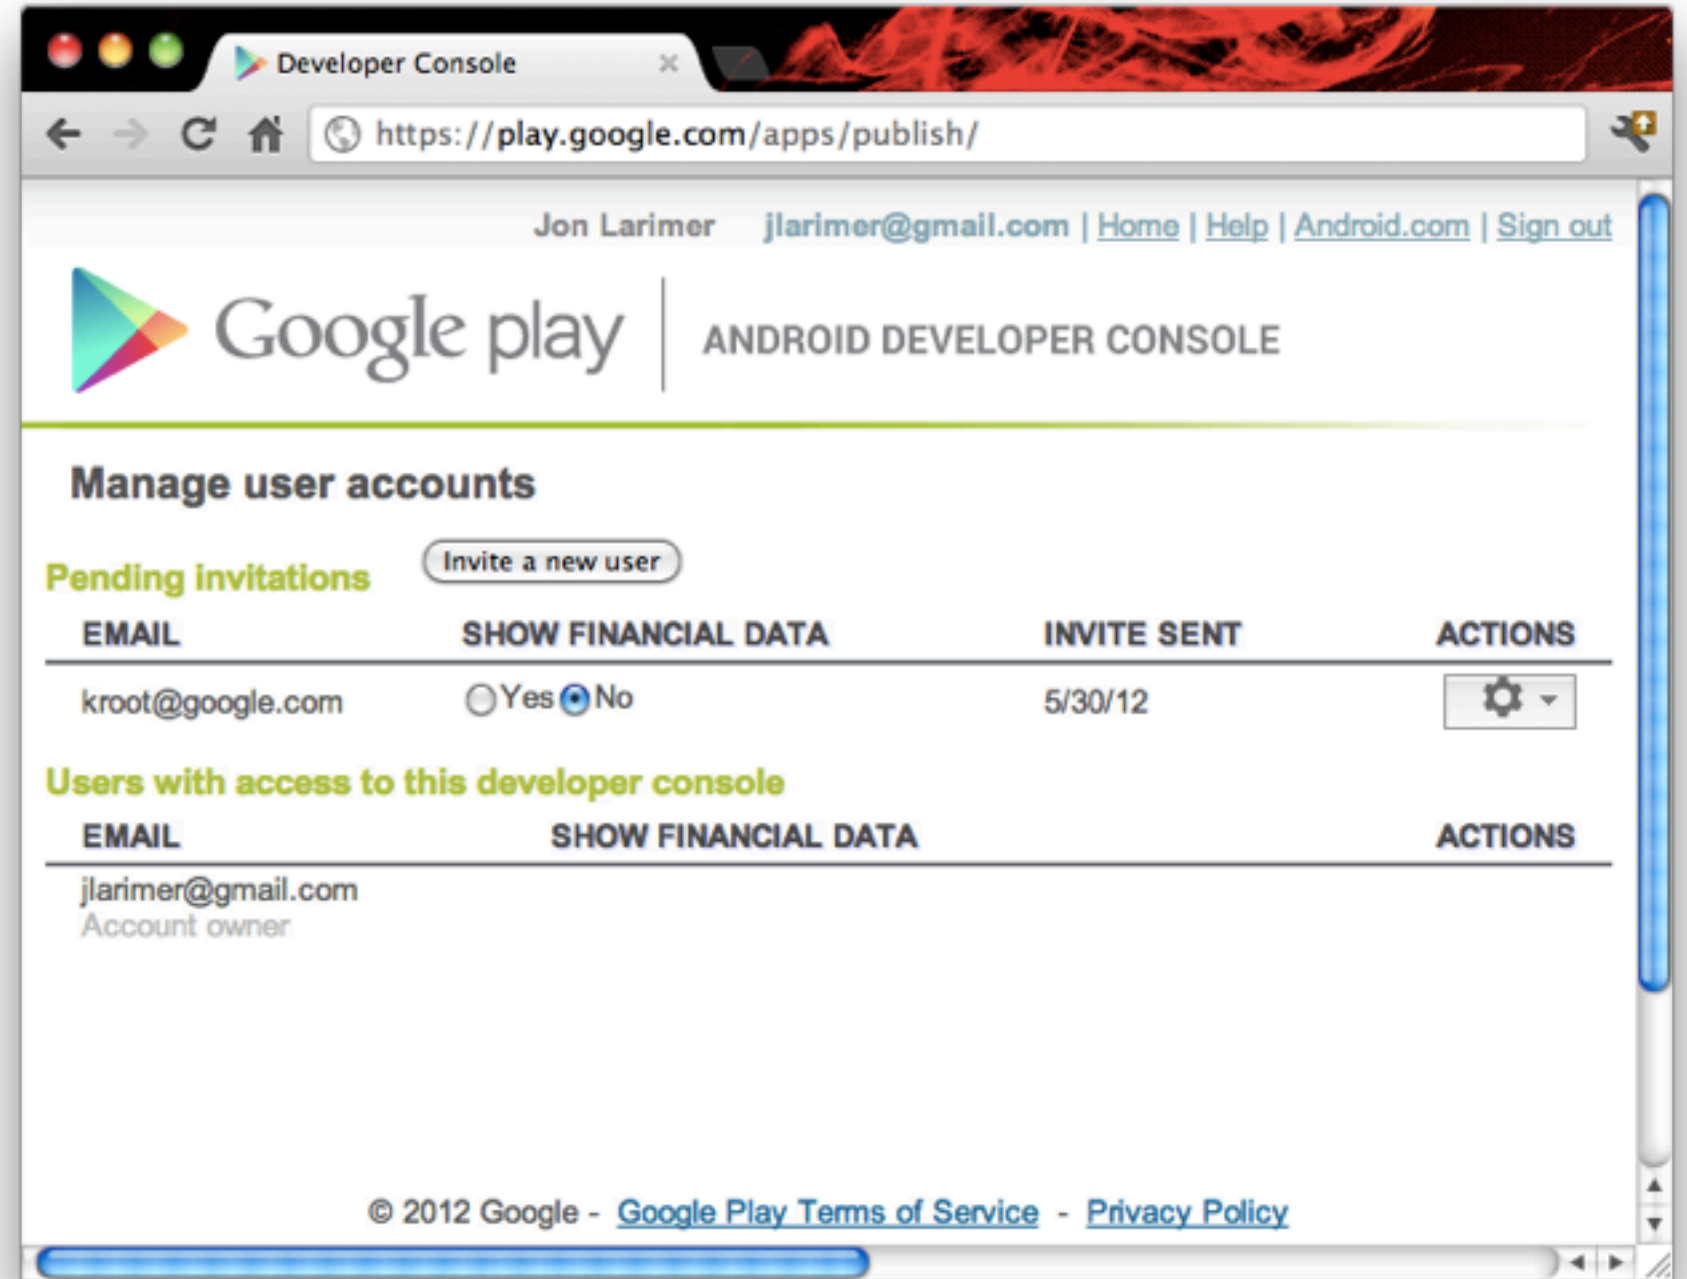 Developer Console
https://play.google.com/apps/publish/
Jon Larimer jlarimer@gmail.com | Home | Help | Android.com | Sign out
Google play | ANDROID DEVELOPER CONSOLE
Manage user accounts
Pending invitations Invite a new user
EMAIL SHOW FINANCIAL DATA INVITE SENT ACTIONS
kroot@google.com Yes No 5/30/12
Users with access to this developer console
EMAIL SHOW FINANCIAL DATA ACTIONS
jlarimer@gmail.com
Account owner
© 2012 Google - Google Play Terms of Service - Privacy Policy